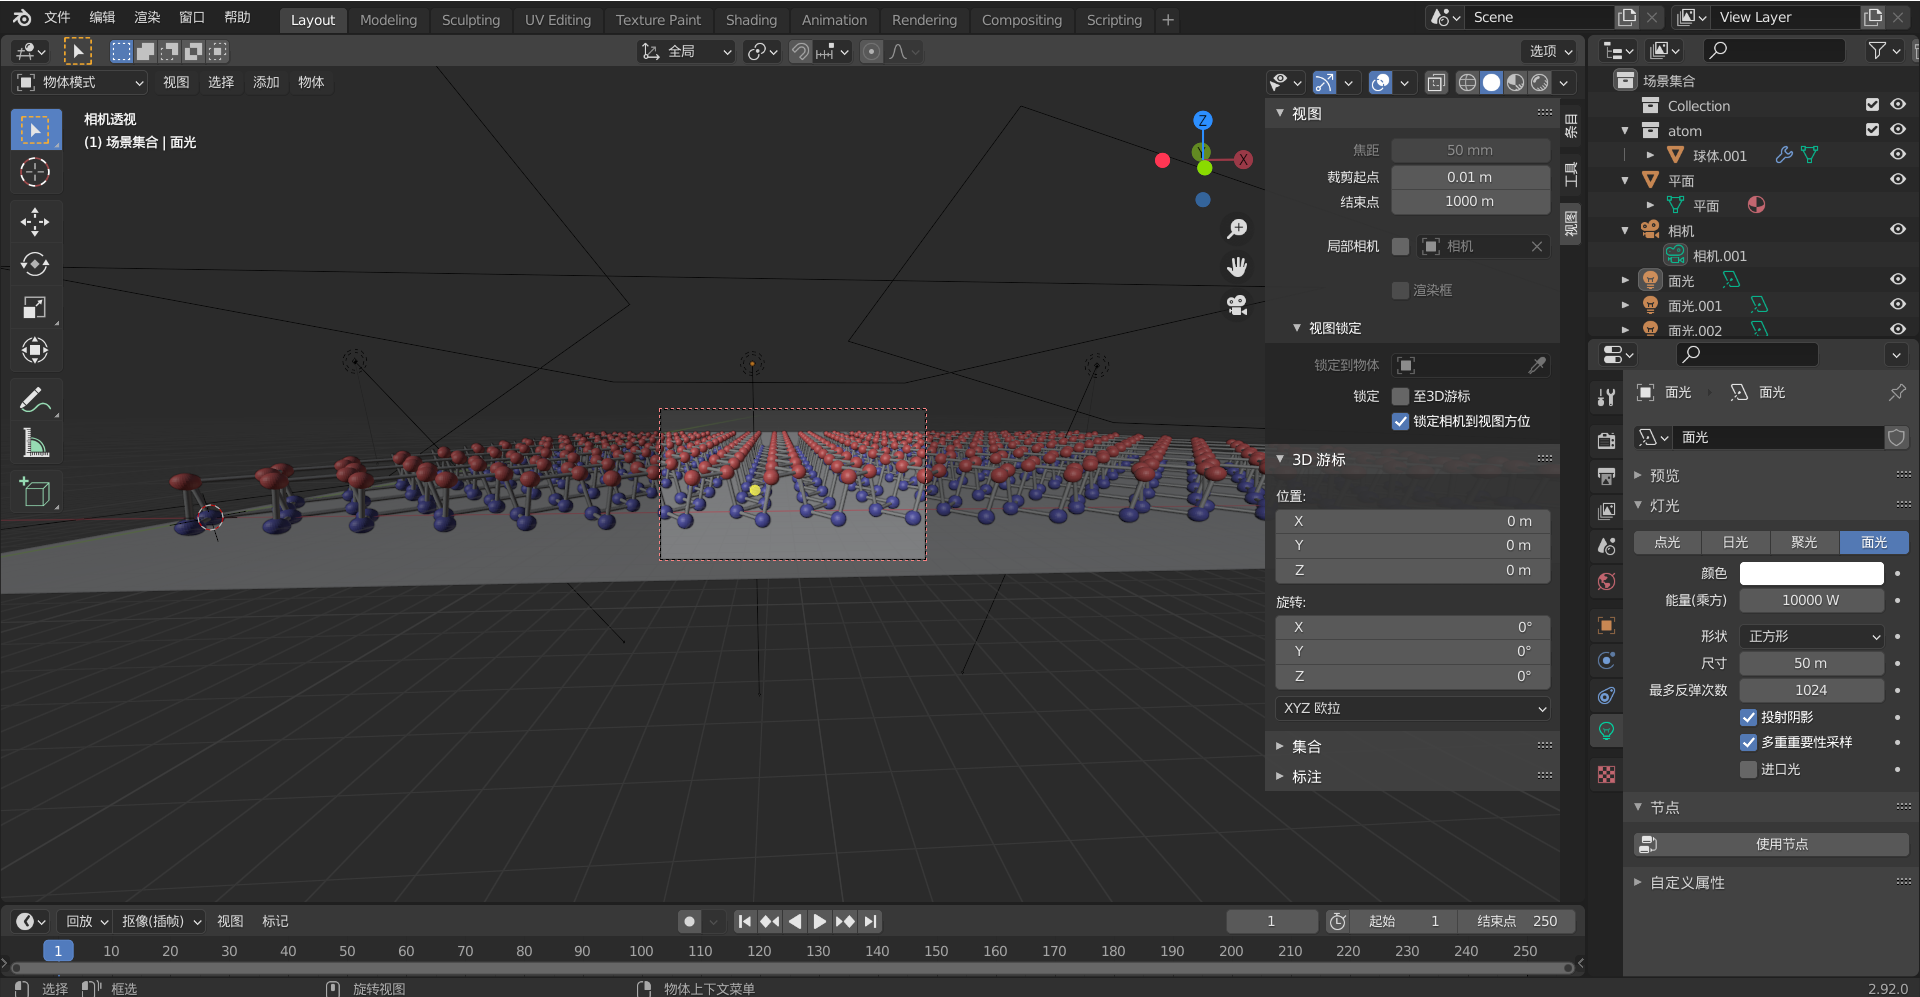 文件 编辑 渲染 窗口 帮助 Layout Modeling Sculpting UV Editing Texture Paint Shading Animation Rendering Compositing Scripting + Scene View Layer
全局 选项
物体模式 视图 选择 添加 物体
相机透视
(1) 场景集合 | 面光
Z
Y
X
视图
焦距 50 mm
裁剪起点 0.01 m
结束点 1000 m
局部相机 相机
渲染框
视图锁定
锁定到物体
锁定 至3D游标
锁定相机到视图方位
3D 游标
位置:
X 0 m
Y 0 m
Z 0 m
旋转:
X 0°
Y 0°
Z 0°
XYZ 欧拉
集合
标注
条目
工具
视图
场景集合
Collection
atom
球体.001
平面
平面
相机
相机.001
面光
面光.001
面光.002
面光 面光
面光
预览
灯光
点光 日光 聚光 面光
颜色
能量(乘方) 10000 W
形状 正方形
尺寸 50 m
最多反弹次数 1024
投射阴影
多重重要性采样
进口光
节点
使用节点
自定义属性
回放 抠像(插帧) 视图 标记 1 起始 1 结束点 250
1 10 20 30 40 50 60 70 80 90 100 110 120 130 140 150 160 170 180 190 200 210 220 230 240 250
选择 框选 旋转视图 物体上下文菜单 2.92.0